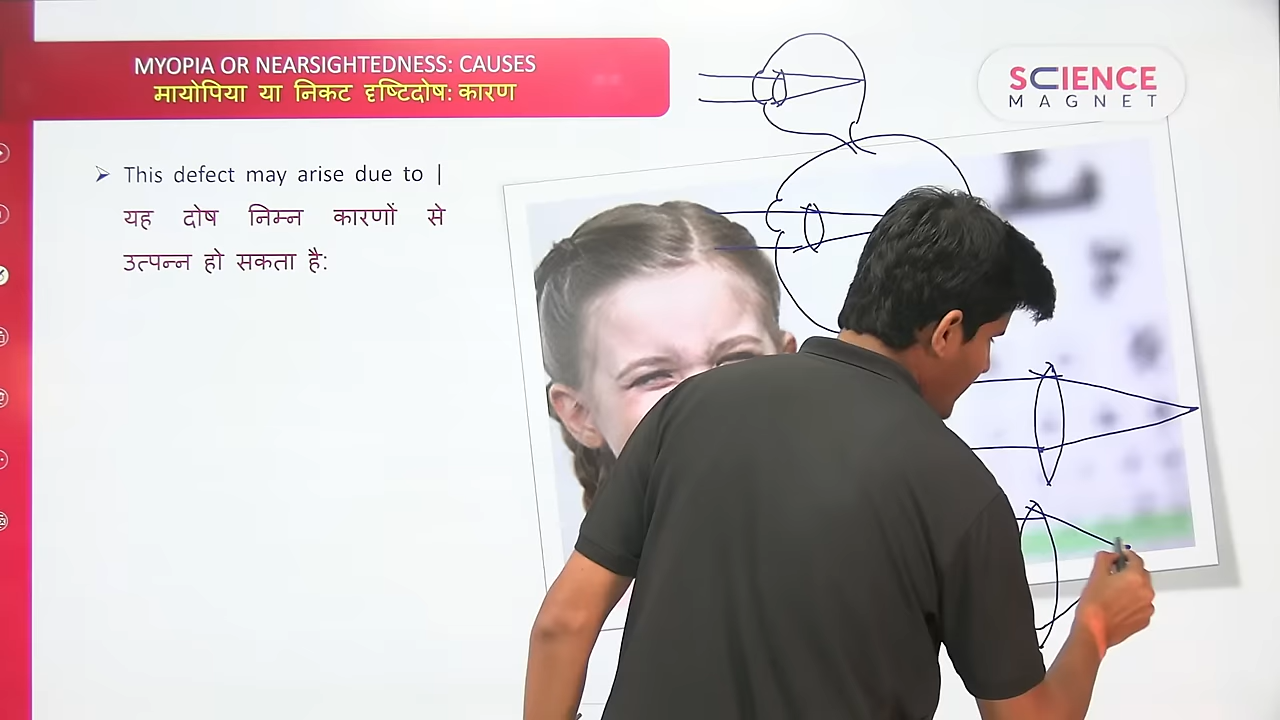 MYOPIA OR NEARSIGHTEDNESS: CAUSES
मायोपिया या निकट दृष्टिदोष: कारण
SCIENCE
MAGNET
➢ This defect may arise due to |
यह दोष निम्न कारणों से
उत्पन्न हो सकता है: